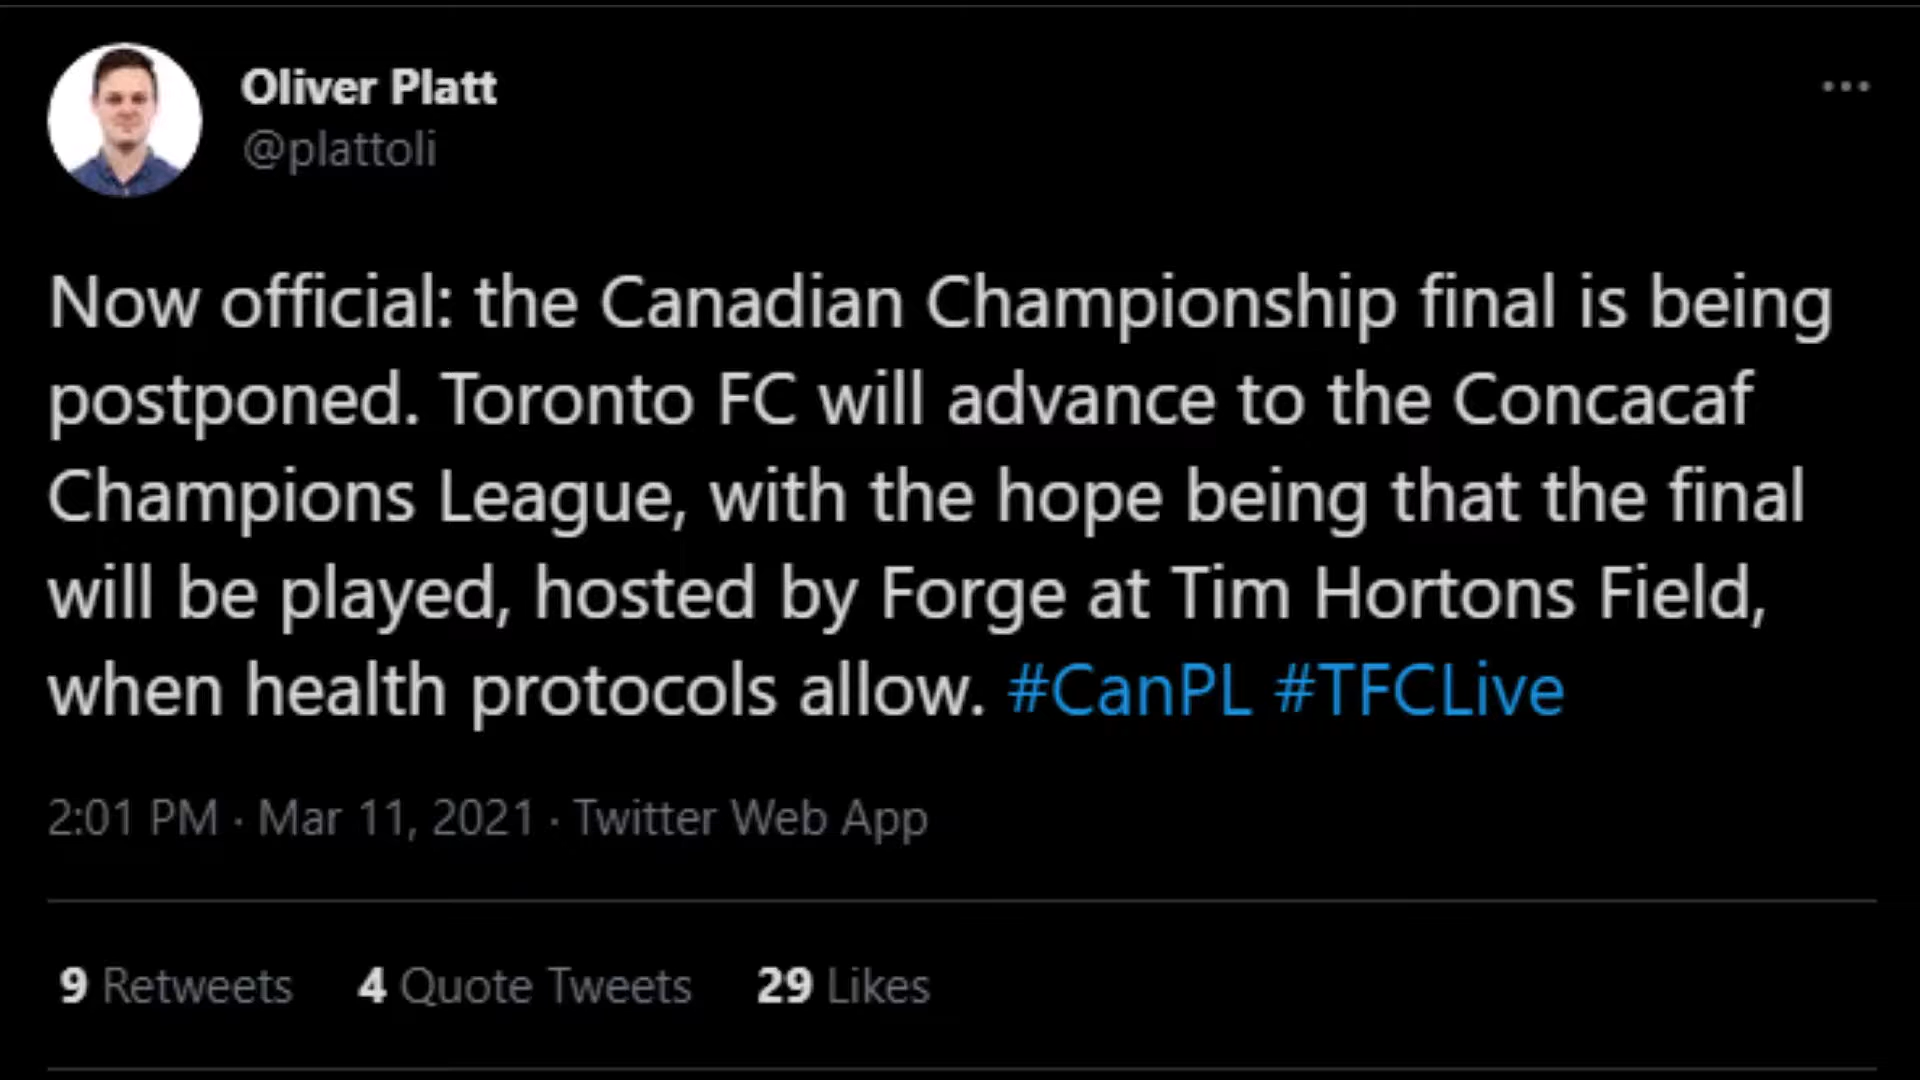 Oliver Platt
@plattoli
Now official: the Canadian Championship final is being
postponed. Toronto FC will advance to the Concacaf
Champions League, with the hope being that the final
will be played, hosted by Forge at Tim Hortons Field,
when health protocols allow. #CanPL #TFCLive
2:01 PM · Mar 11, 2021 · Twitter Web App
9 Retweets 4 Quote Tweets 29 Likes